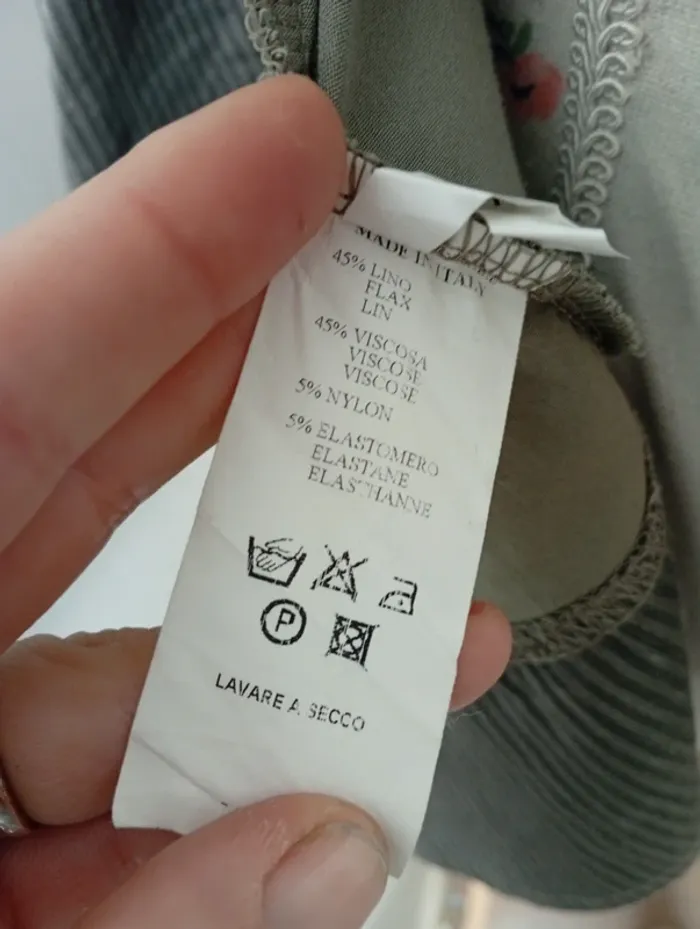 MADE IN ITALY
45% LINO
FLAX
LIN
45% VISCOSA
VISCOSE
VISCOSE
5% NYLON
5% ELASTOMERO
ELASTANE
ELASTHANNE
P
LAVARE A SECCO